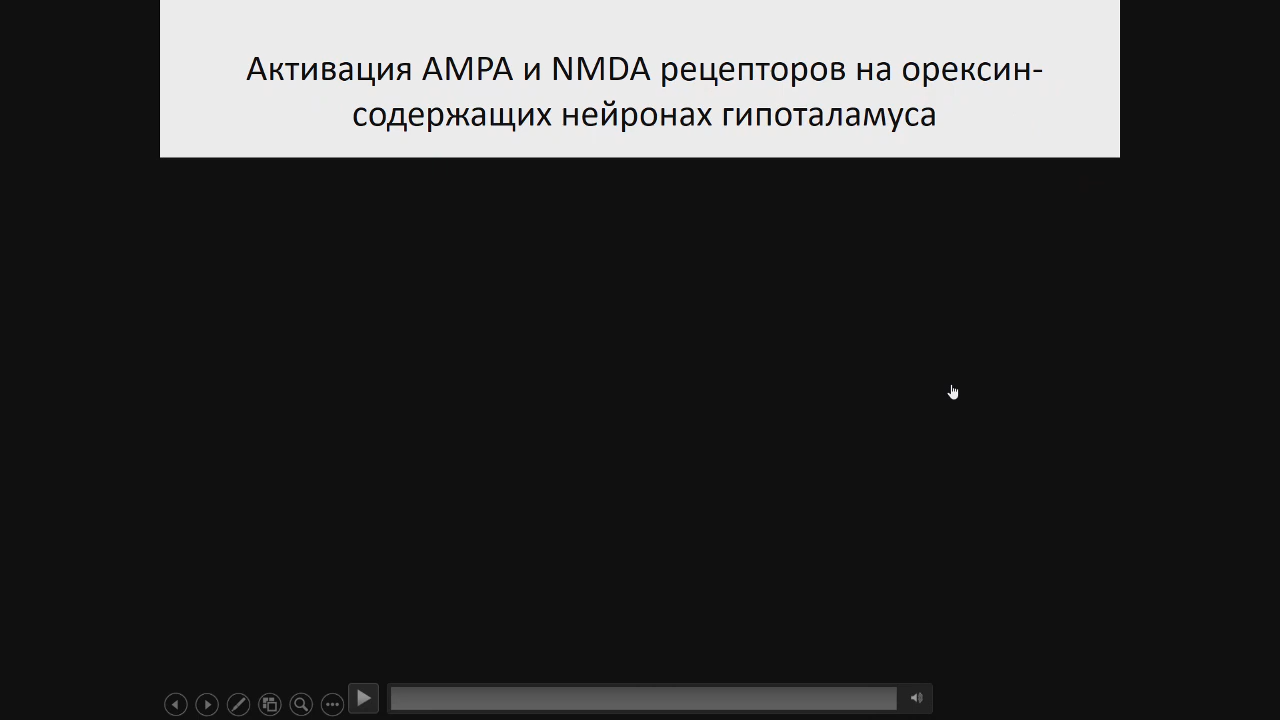 Активация AMPA и NMDA рецепторов на орексин-
содержащих нейронах гипоталамуса